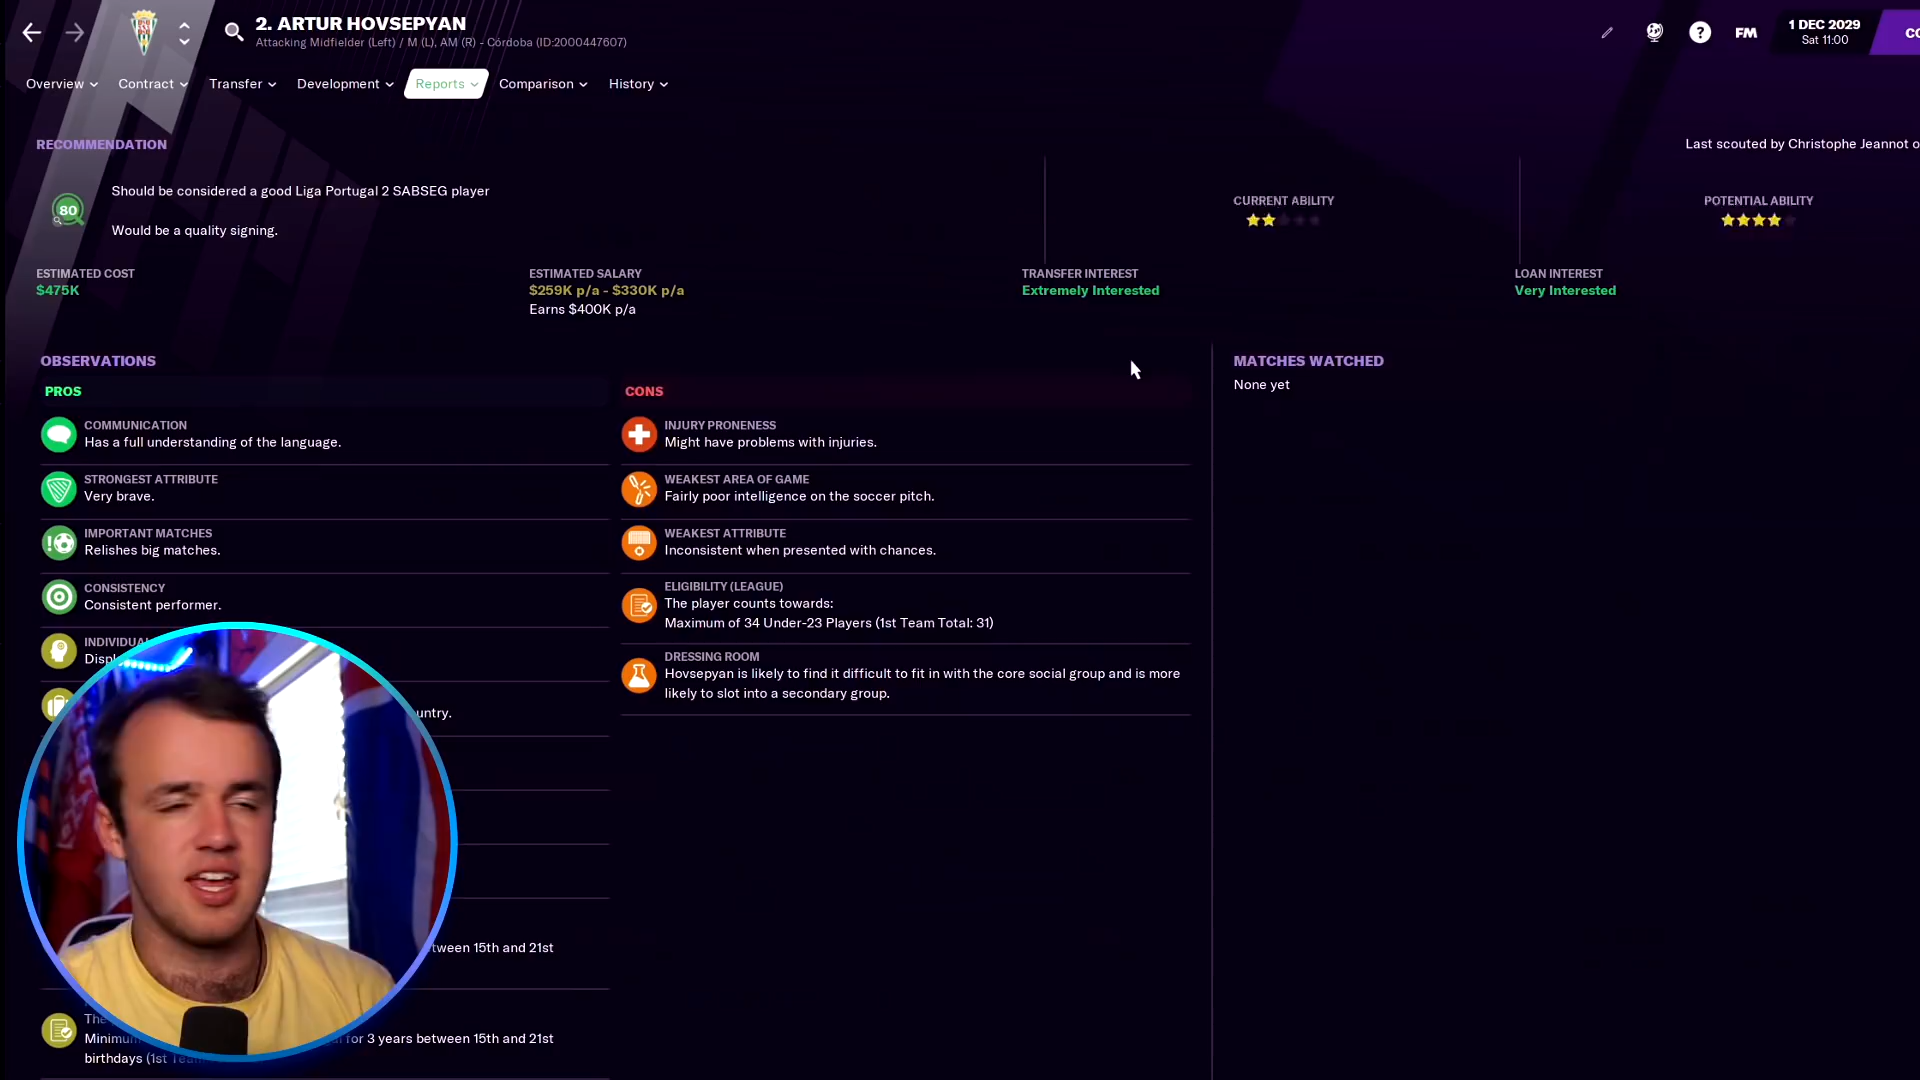 2. ARTUR HOVSEPYAN
Attacking Midfielder (Left) / M (L), AM (R) - Córdoba (ID:2000447607)
FM
1 DEC 2029
Sat 11:00
Overview
Contract
Transfer
Development
Reports
Comparison
History
RECOMMENDATION
Last scouted by Christophe Jeannot o
80
Should be considered a good Liga Portugal 2 SABSEG player
Would be a quality signing.
CURRENT ABILITY
POTENTIAL ABILITY
ESTIMATED COST
$475K
ESTIMATED SALARY
$259K p/a - $330K p/a
Earns $400K p/a
TRANSFER INTEREST
Extremely Interested
LOAN INTEREST
Very Interested
OBSERVATIONS
PROS
COMMUNICATION
Has a full understanding of the language.
STRONGEST ATTRIBUTE
Very brave.
IMPORTANT MATCHES
Relishes big matches.
CONSISTENCY
Consistent performer.
INDIVIDUAL
tween 15th and 21st
for 3 years between 15th and 21st
birthdays (1st
CONS
INJURY PRONENESS
Might have problems with injuries.
WEAKEST AREA OF GAME
Fairly poor intelligence on the soccer pitch.
WEAKEST ATTRIBUTE
Inconsistent when presented with chances.
ELIGIBILITY (LEAGUE)
The player counts towards:
Maximum of 34 Under-23 Players (1st Team Total: 31)
DRESSING ROOM
Hovsepyan is likely to find it difficult to fit in with the core social group and is more
likely to slot into a secondary group.
MATCHES WATCHED
None yet